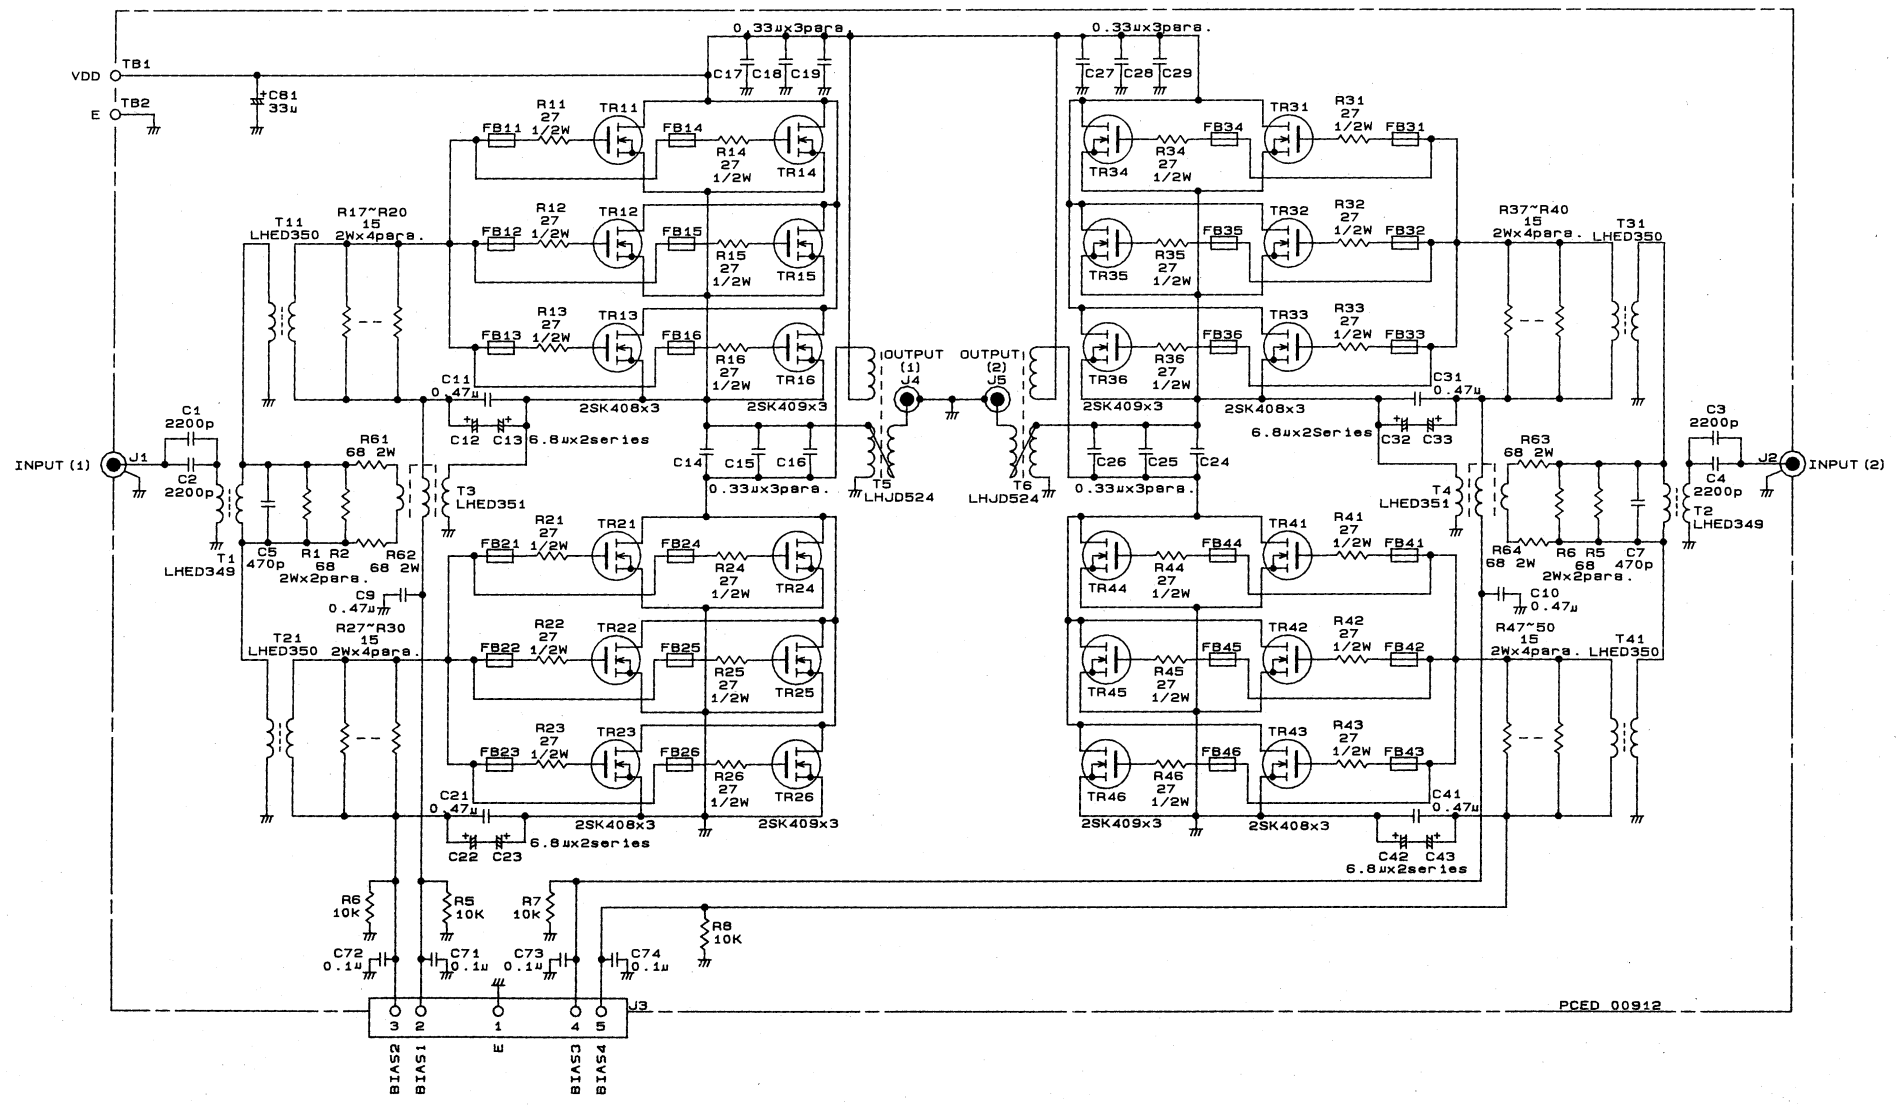 0.33µx3para.
0.33µx3para.
VDD
TB1
C17
C18
C19
C27
C28
C29
+C81
33µ
E
TB2
R11
27
1/2W
TR11
FB11
FB14
R14
27
1/2W
TR14
TR31
R31
27
1/2W
FB31
FB34
R34
27
1/2W
TR34
T11
LHED350
R17~R20
15
2Wx4para.
R12
27
1/2W
TR12
FB12
FB15
R15
27
1/2W
TR15
TR32
R32
27
1/2W
FB32
FB35
R35
27
1/2W
TR35
R37~R40
15
2Wx4para.
T31
LHED350
R13
27
1/2W
TR13
FB13
FB16
R16
27
1/2W
TR16
TR33
R33
27
1/2W
FB33
FB36
R36
27
1/2W
TR36
OUTPUT
(1)
J4
OUTPUT
(2)
J5
C11
0.47µ
2SK408x3
2SK409x3
2SK409x3
2SK408x3
C31
0.47µ
C12
C13
6.8µx2series
6.8µx2Series
C32
C33
C1
2200p
C2
2200p
INPUT (1)
J1
R61
68 2W
C14
C15
C16
0.33µx3para.
T5
LHJD524
T6
LHJD524
C26
C25
C24
0.33µx3para.
R63
68 2W
C3
2200p
C4
2200p
J2
INPUT (2)
T3
LHED351
T4
LHED351
T1
LHED349
C5
470p
R1
R2
68
2Wx2para.
R62
68 2W
R64
68 2W
R6
R5
68
2Wx2para.
C7
470p
T2
LHED349
C9
0.47µ
C10
0.47µ
R21
27
1/2W
TR21
FB21
FB24
R24
27
1/2W
TR24
TR41
R41
27
1/2W
FB41
FB44
R44
27
1/2W
TR44
T21
LHED350
R27~R30
15
2Wx4para.
R22
27
1/2W
TR22
FB22
FB25
R25
27
1/2W
TR25
TR42
R42
27
1/2W
FB42
FB45
R45
27
1/2W
TR45
R47~50
15
2Wx4para.
T41
LHED350
R23
27
1/2W
TR23
FB23
FB26
R26
27
1/2W
TR26
TR43
R43
27
1/2W
FB43
FB46
R46
27
1/2W
TR46
C21
0.47µ
2SK408x3
2SK409x3
2SK409x3
2SK408x3
C41
0.47µ
C22
C23
6.8µx2series
C42
C43
6.8µx2series
R6
10K
R5
10K
R7
10K
R8
10K
C72
0.1µ
C71
0.1µ
C73
0.1µ
C74
0.1µ
J3
3
2
1
4
5
BIAS2
BIAS1
E
BIAS3
BIAS4
PCED 00912